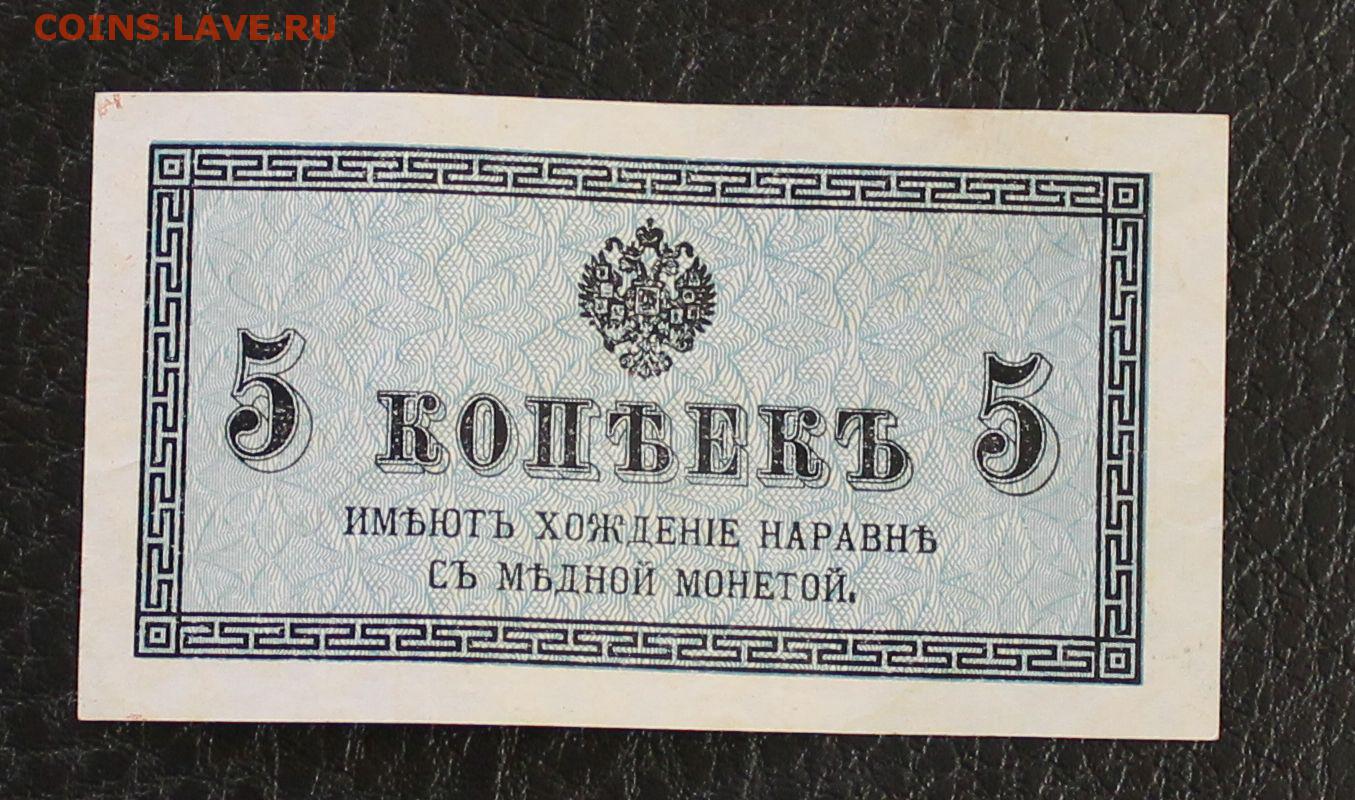 COINS.LAVE.RU
5 КОПѢЕКЪ 5
ИМѢЮТЪ ХОЖДЕНІЕ НАРАВНѢ
СЪ МѢДНОЙ МОНЕТОЙ.